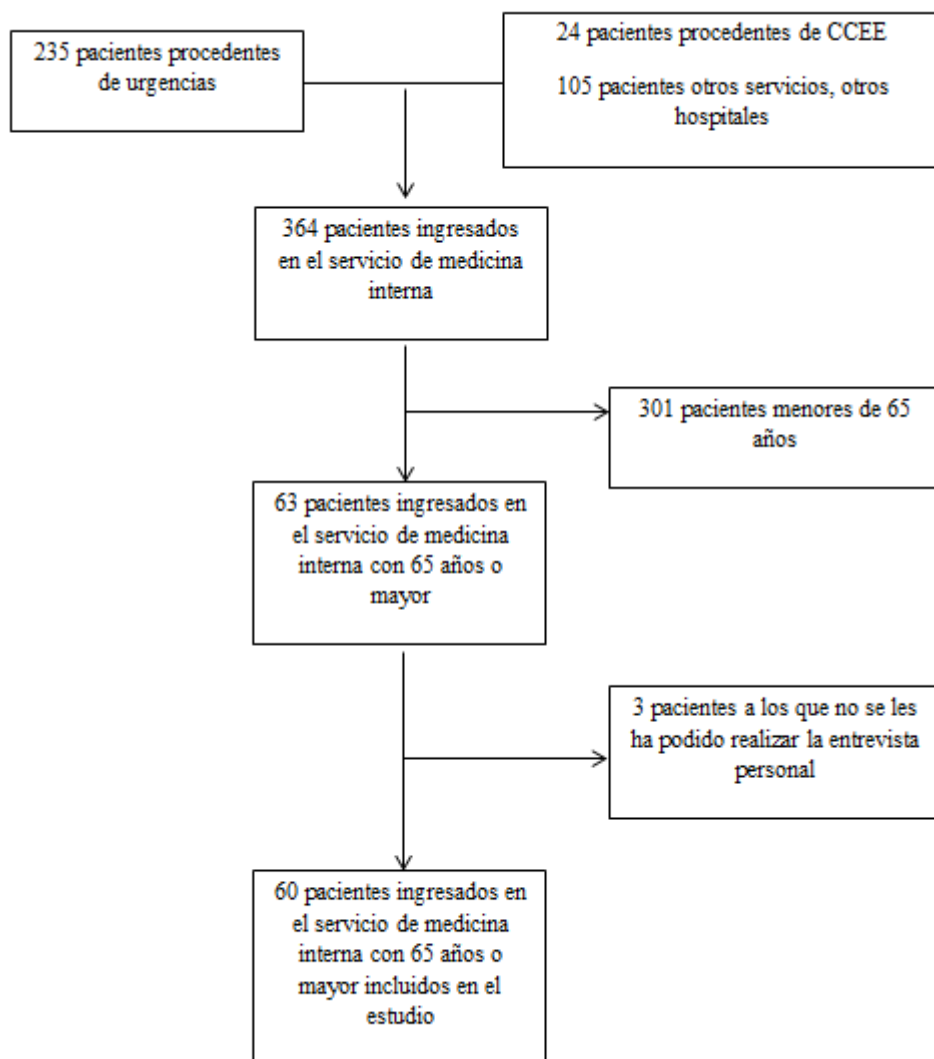 235 pacientes procedentes
de urgencias
24 pacientes procedentes de CCEE
105 pacientes otros servicios, otros
hospitales
364 pacientes ingresados
en el servicio de medicina
interna
301 pacientes menores de 65
años
63 pacientes ingresados en
el servicio de medicina
interna con 65 años o
mayor
3 pacientes a los que no se les
ha podido realizar la entrevista
personal
60 pacientes ingresados en
el servicio de medicina
interna con 65 años o
mayor incluidos en el
estudio